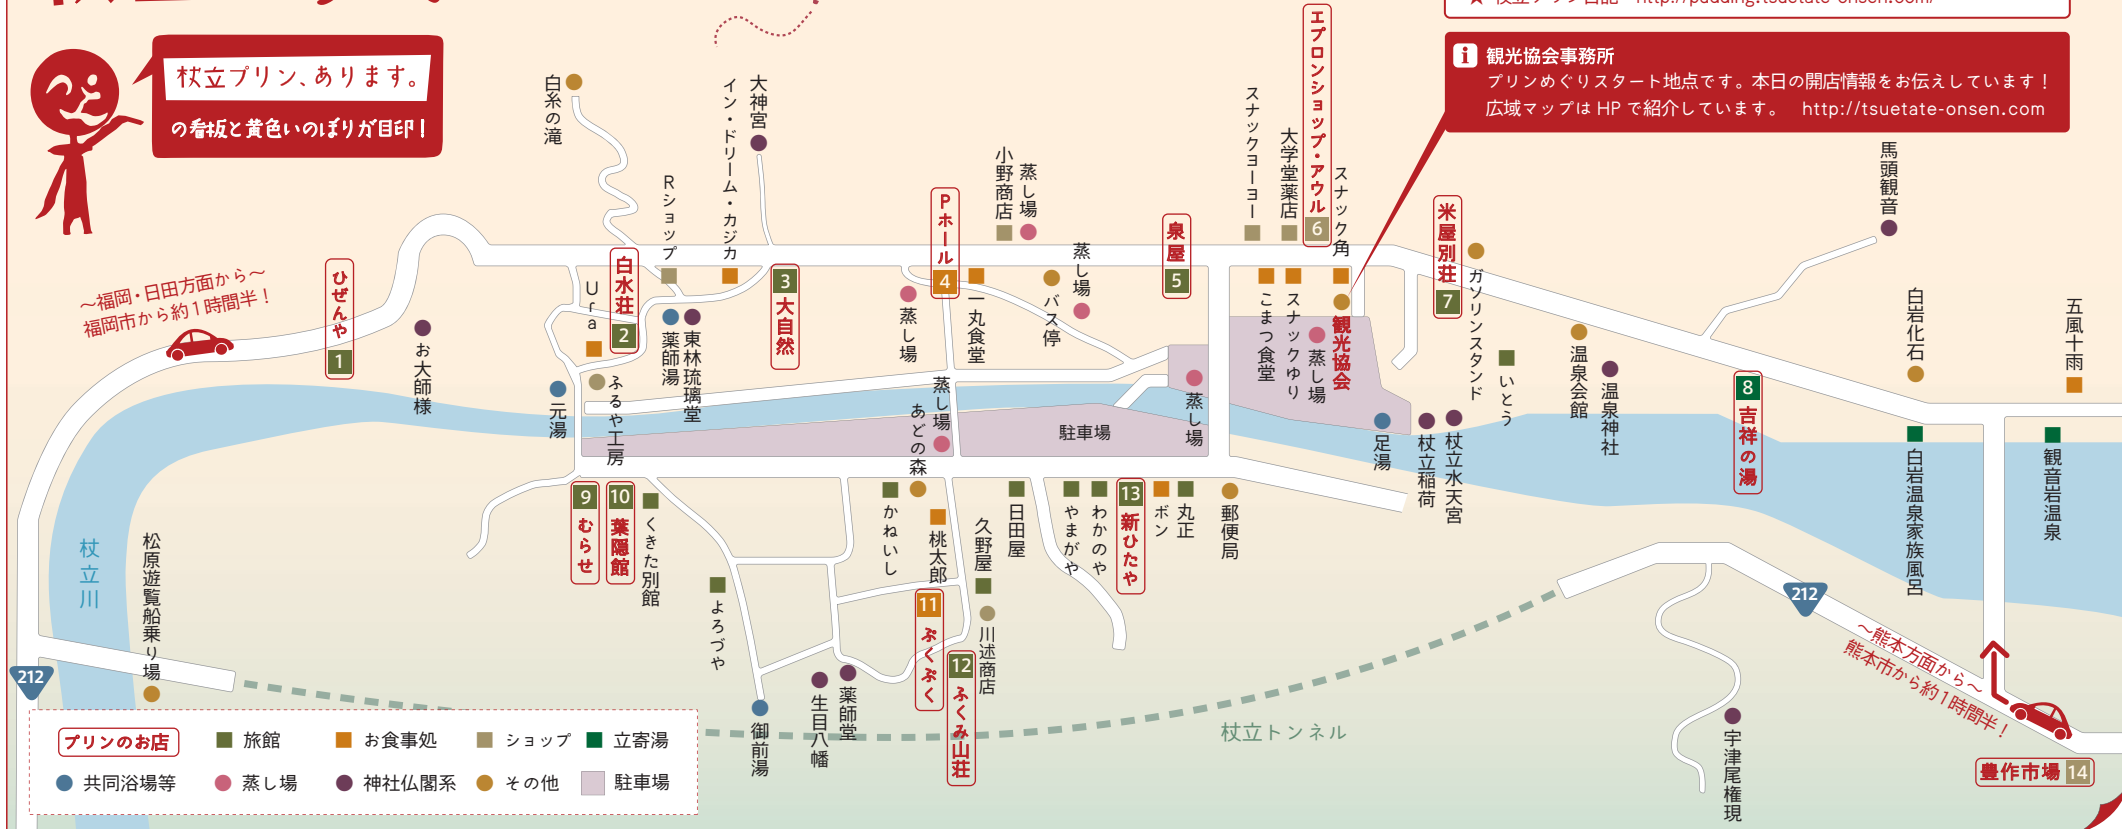 杖立プリン、あります。
の看板と黄色いのぼりが目印!
i 観光協会事務所
プリンめぐりスタート地点です。本日の開店情報をお伝えしています!
広域マップは HP で紹介しています。 http://tsuetate-onsen.com
～福岡・日田方面から～
福岡市から約1時間半!
ひぜんや 1
お大師様
白糸の滝
Rショップ
イン・ドリーム・カジカ
大神宮
Ufa
白水荘 2
薬師湯
東林琉璃堂
3 大自然
元湯
ふるや工房
Pホール 4
蒸し場
一丸食堂
小野商店
蒸し場
バス停
蒸し場
泉屋 5
蒸し場
あどの森
蒸し場
駐車場
スナックヨーヨー
大学堂薬店
エプロンショップ・アウル 6
スナック角
こまつ食堂
スナックゆり
蒸し場
観光協会
米屋別荘 7
ガソリンスタンド
いとう
足湯
杖立稲荷
杖立水天宮
温泉会館
温泉神社
8 吉祥の湯
馬頭観音
白岩化石
五風十雨
白岩温泉家族風呂
観音岩温泉
杖立川
松原遊覧船乗り場
212
9 むらせ
10 葉隠館
くきた別館
よろづや
御前湯
生目八幡
薬師堂
かねいし
桃太郎
11 ぷくぷく
久野屋
川述商店
12 ふくみ山荘
日田屋
やまがや
わかのや
13 新ひたや
ボン
丸正
郵便局
杖立トンネル
212
～熊本方面から～
熊本市から約1時間半!
宇津尾権現
豊作市場 14
プリンのお店
旅館
お食事処
ショップ
立寄湯
共同浴場等
蒸し場
神社仏閣系
その他
駐車場